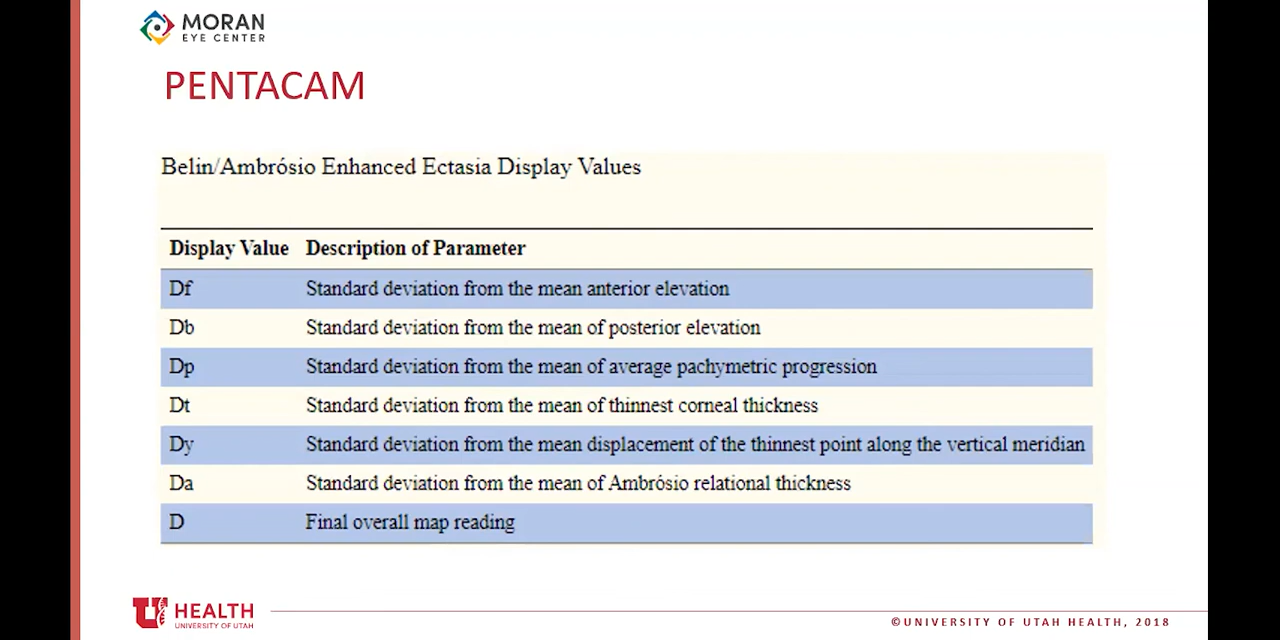 MORAN
EYE CENTER
PENTACAM
Belin/Ambrósio Enhanced Ectasia Display Values
Display Value Description of Parameter
Df Standard deviation from the mean anterior elevation
Db Standard deviation from the mean of posterior elevation
Dp Standard deviation from the mean of average pachymetric progression
Dt Standard deviation from the mean of thinnest corneal thickness
Dy Standard deviation from the mean displacement of the thinnest point along the vertical meridian
Da Standard deviation from the mean of Ambrósio relational thickness
D Final overall map reading
U HEALTH
UNIVERSITY OF UTAH
©UNIVERSITY OF UTAH HEALTH, 2018